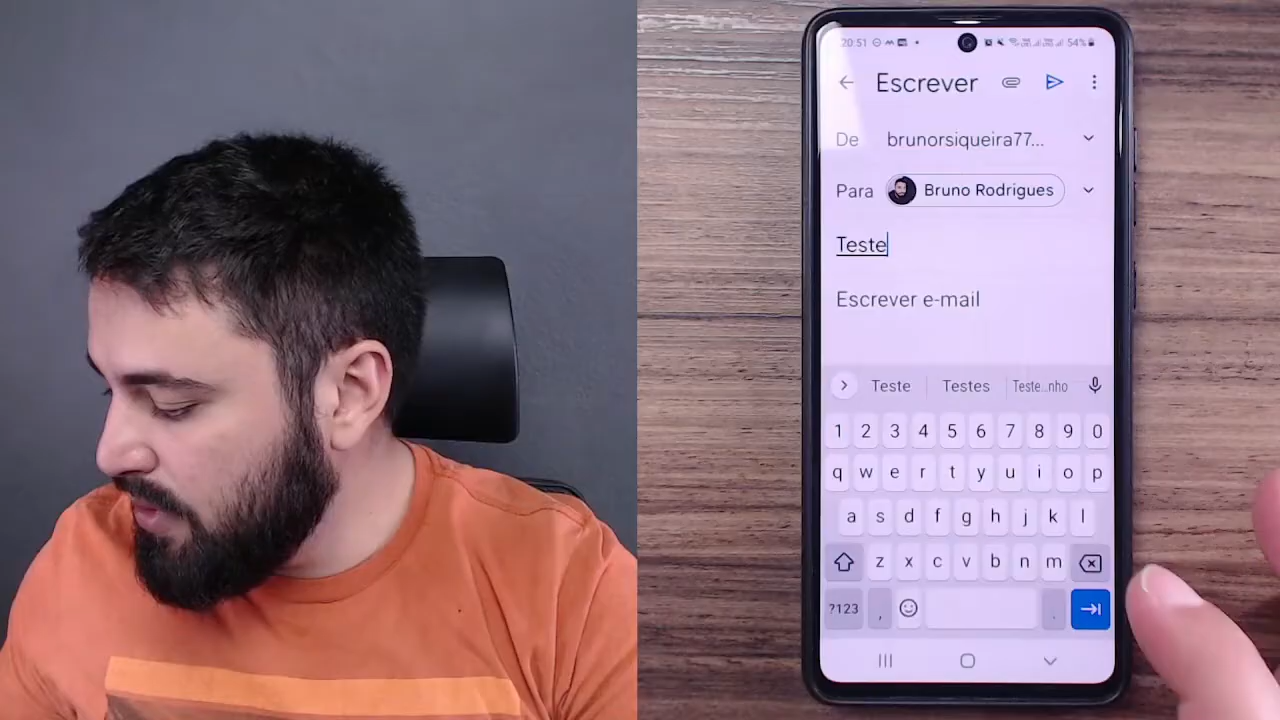 20:51 54%
Escrever
De brunorsiqueira77...
Para Bruno Rodrigues
Teste
Escrever e-mail
Teste Testes Teste...nho
1 2 3 4 5 6 7 8 9 0
q w e r t y u i o p
a s d f g h j k l
z x c v b n m
?123 , .